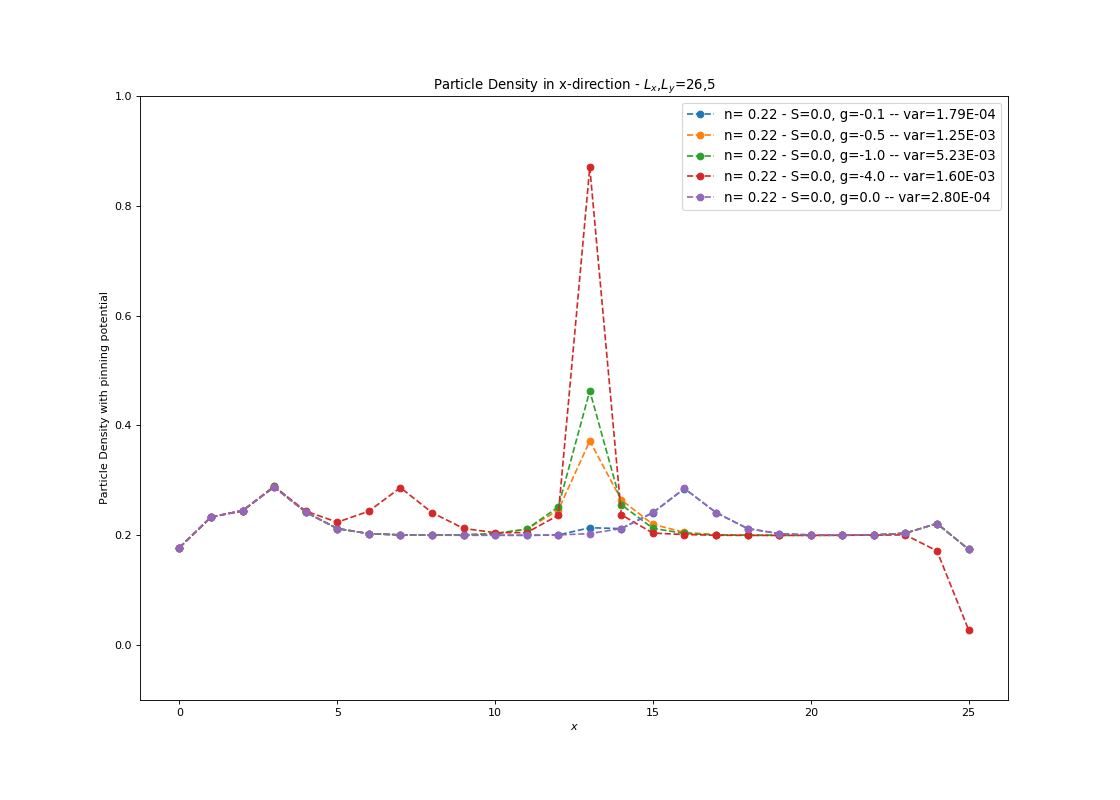 Particle Density in x-direction - Lx,Ly=26,5
n= 0.22 - S=0.0, g=-0.1 -- var=1.79E-04
n= 0.22 - S=0.0, g=-0.5 -- var=1.25E-03
n= 0.22 - S=0.0, g=-1.0 -- var=5.23E-03
n= 0.22 - S=0.0, g=-4.0 -- var=1.60E-03
n= 0.22 - S=0.0, g=0.0 -- var=2.80E-04
Particle Density with pinning potential
1.0
0.8
0.6
0.4
0.2
0.0
0 5 10 15 20 25
x